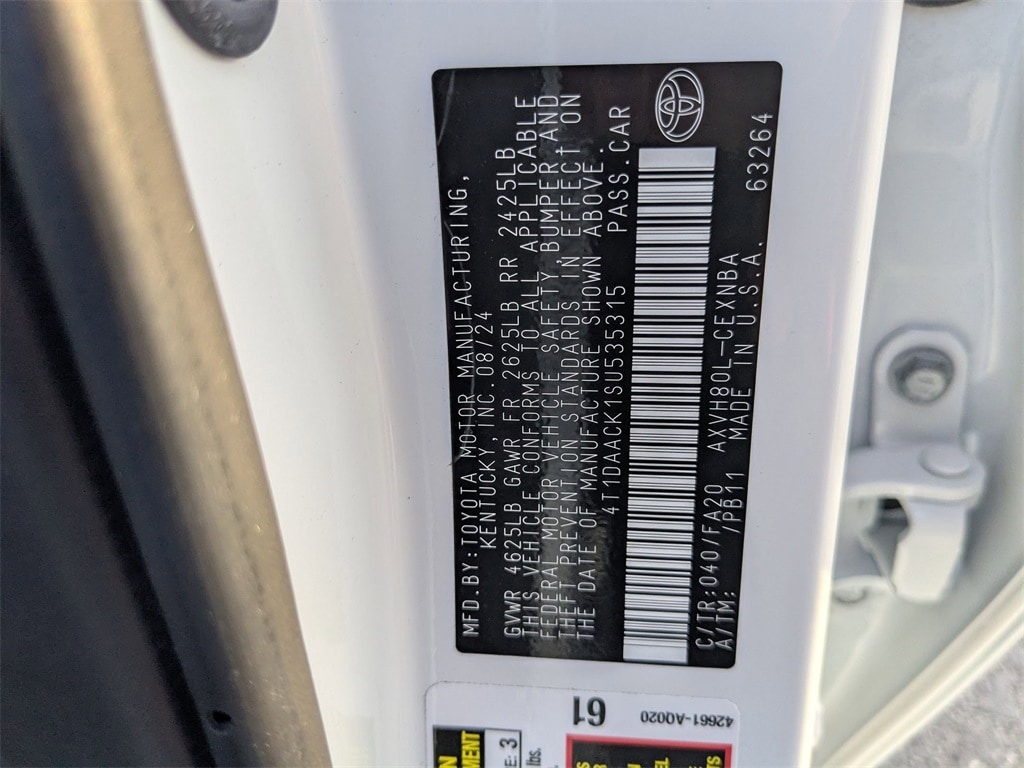 MFD.BY:TOYOTA MOTOR MANUFACTURING,
KENTUCKY,INC.08/24
GVWR 4625LB GAWR FR 2625LB RR 2425LB
THIS VEHICLE CONFORMS TO ALL APPLICABLE
FEDERAL MOTOR VEHICLE SAFETY,BUMPER,AND
THEFT PREVENTION STANDARDS IN EFFECT ON
THE DATE OF MANUFACTURE SHOWN ABOVE.
4T1DAACK1SU535315 PASS.CAR
C/TR:040/FA20 AXVH80L-CEXNBA 63264
A/TM: /PB11 MADE IN U.S.A.
61
42661-AQ020